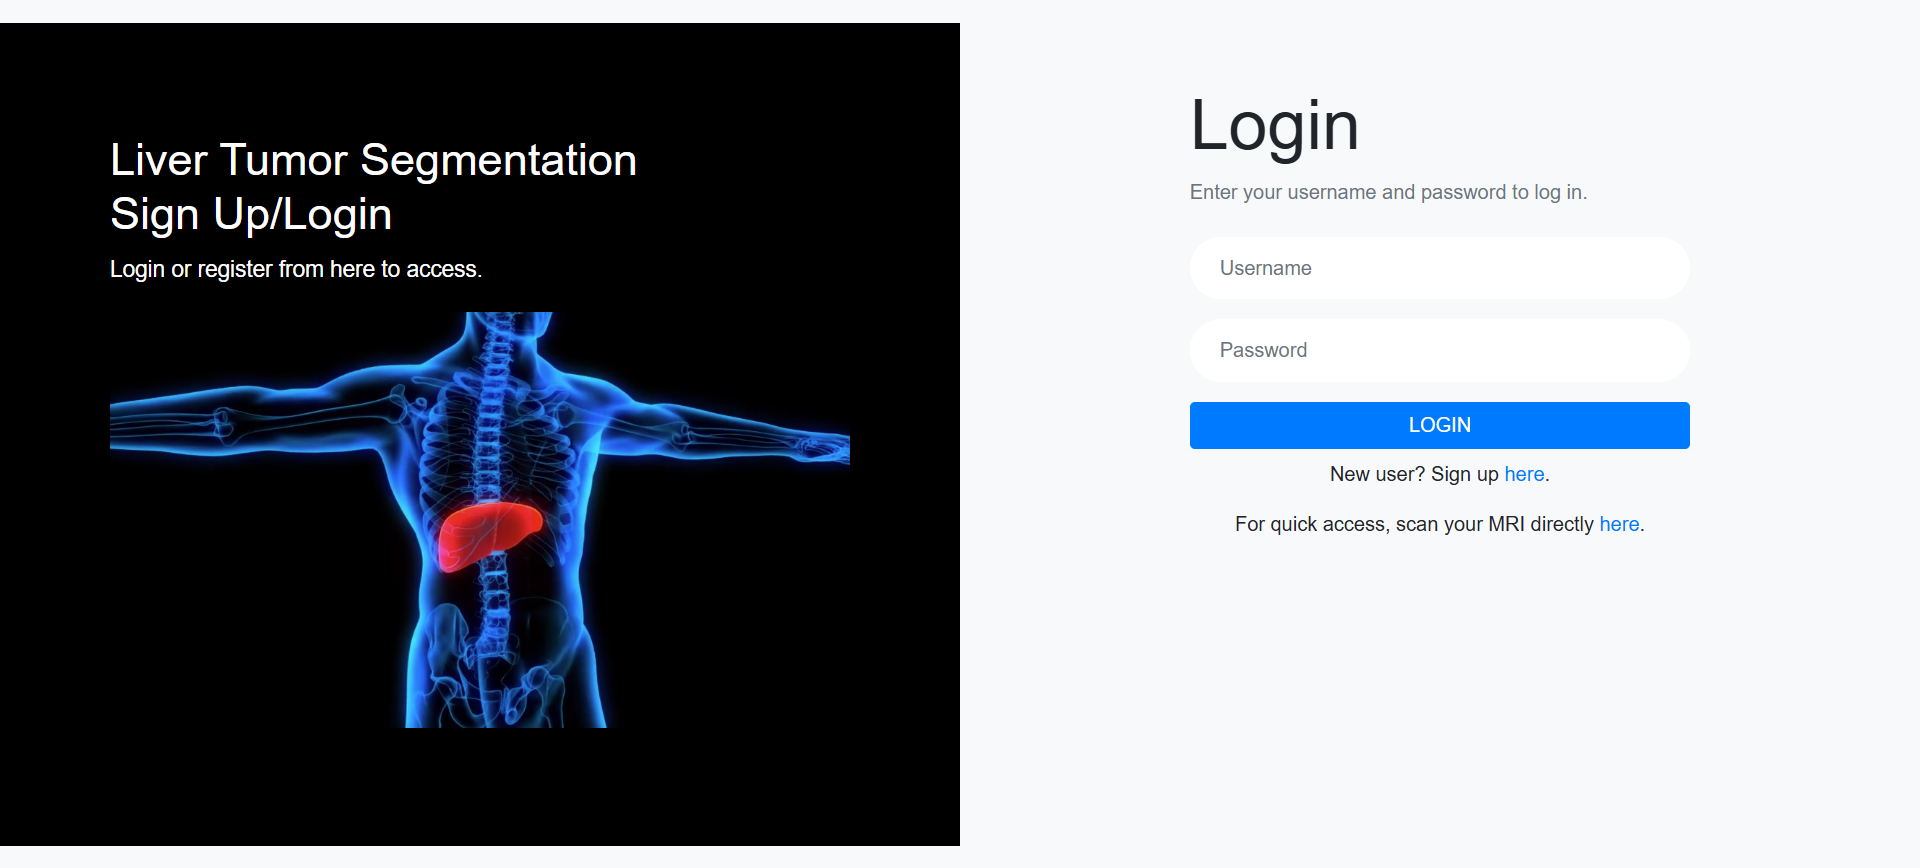 Liver Tumor Segmentation
Sign Up/Login
Login or register from here to access.
Login
Enter your username and password to log in.
Username
Password
LOGIN
New user? Sign up here.
For quick access, scan your MRI directly here.